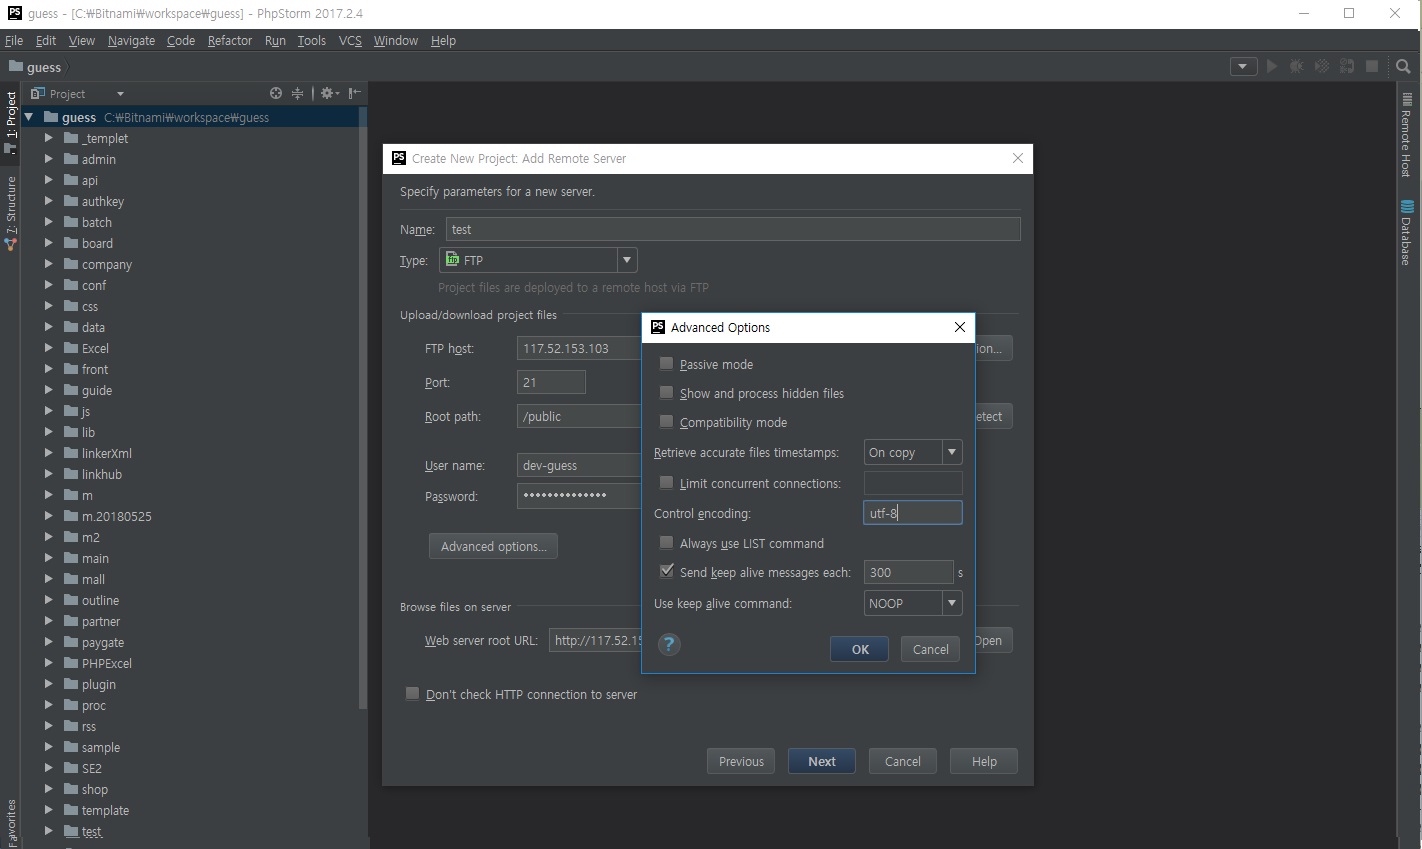 guess - [C:₩Bitnami₩workspace₩guess] - PhpStorm 2017.2.4
File Edit View Navigate Code Refactor Run Tools VCS Window Help
guess
Project
1: Project
7: Structure
Favorites
guess C:₩Bitnami₩workspace₩guess
_templet
admin
api
authkey
batch
board
company
conf
css
data
Excel
front
guide
js
lib
linkerXml
linkhub
m
m.20180525
m2
main
mall
outline
partner
paygate
PHPExcel
plugin
proc
rss
sample
SE2
shop
template
test
Create New Project: Add Remote Server
Specify parameters for a new server.
Name: test
Type: FTP
Project files are deployed to a remote host via FTP
Upload/download project files
FTP host: 117.52.153.103
ion...
Port: 21
Root path: /public
etect
User name: dev-guess
Password: ••••••••••••••
Advanced options...
Browse files on server
Web server root URL: http://117.52.15
Open
Don't check HTTP connection to server
Previous Next Cancel Help
Advanced Options
Passive mode
Show and process hidden files
Compatibility mode
Retrieve accurate files timestamps: On copy
Limit concurrent connections:
Control encoding: utf-8
Always use LIST command
Send keep alive messages each: 300 s
Use keep alive command: NOOP
? OK Cancel
Remote Host
Database